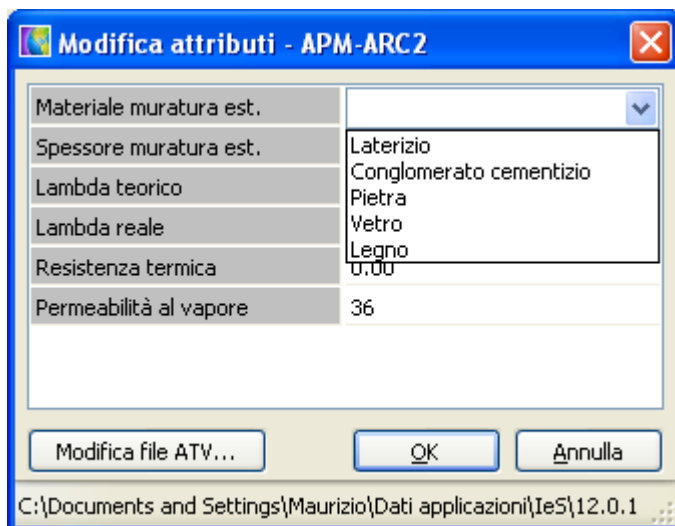 Modifica attributi - APM-ARC2
Materiale muratura est.
Spessore muratura est.
Laterizio
Conglomerato cementizio
Lambda teorico
Pietra
Lambda reale
Vetro
Legno
Resistenza termica
0.00
Permeabilità al vapore
36
Modifica file ATV...
OK
Annulla
C:\Documents and Settings\Maurizio\Dati applicazioni\IeS\12.0.1